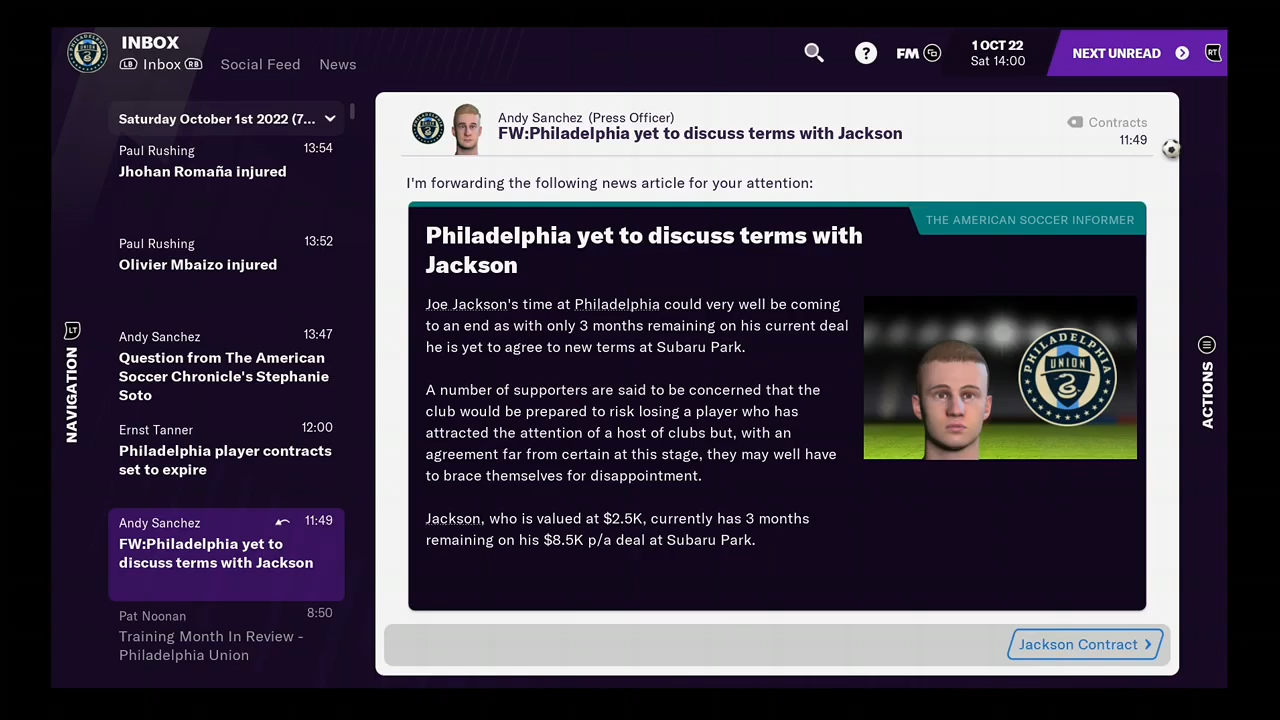 INBOX
LB Inbox RB Social Feed News
? FM
1 OCT 22
Sat 14:00
NEXT UNREAD RT
Saturday October 1st 2022 (7...
Paul Rushing 13:54
Jhohan Romaña injured
Paul Rushing 13:52
Olivier Mbaizo injured
Andy Sanchez 13:47
Question from The American
Soccer Chronicle's Stephanie
Soto
Ernst Tanner 12:00
Philadelphia player contracts
set to expire
Andy Sanchez 11:49
FW:Philadelphia yet to
discuss terms with Jackson
Pat Noonan 8:50
Training Month In Review -
Philadelphia Union
LT
NAVIGATION
Andy Sanchez (Press Officer)
FW:Philadelphia yet to discuss terms with Jackson
Contracts
11:49
I'm forwarding the following news article for your attention:
THE AMERICAN SOCCER INFORMER
Philadelphia yet to discuss terms with
Jackson
Joe Jackson's time at Philadelphia could very well be coming
to an end as with only 3 months remaining on his current deal
he is yet to agree to new terms at Subaru Park.
A number of supporters are said to be concerned that the
club would be prepared to risk losing a player who has
attracted the attention of a host of clubs but, with an
agreement far from certain at this stage, they may well have
to brace themselves for disappointment.
Jackson, who is valued at $2.5K, currently has 3 months
remaining on his $8.5K p/a deal at Subaru Park.
PHILADELPHIA
UNION
Jackson Contract
ACTIONS